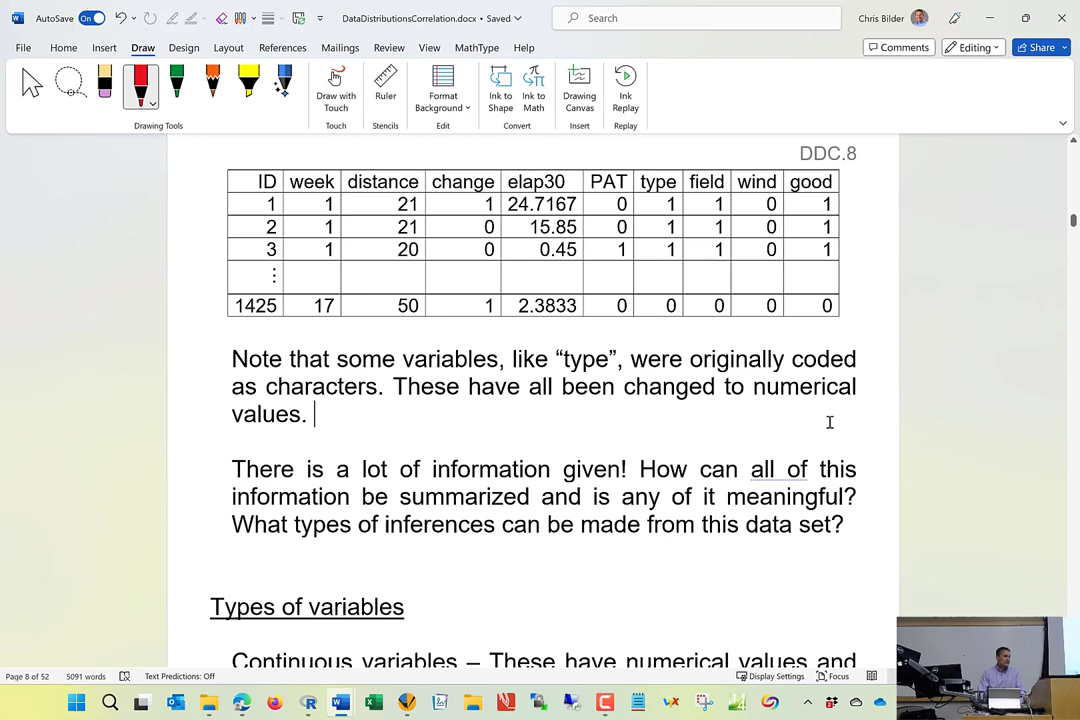 AutoSave On DataDistributionsCorrelation.docx • Saved Search Chris Bilder
File Home Insert Draw Design Layout References Mailings Review View MathType Help Comments Editing Share
Draw with Touch
Ruler
Format Background
Ink to Shape
Ink to Math
Drawing Canvas
Ink Replay
Drawing Tools Touch Stencils Edit Convert Insert Replay
DDC.8
ID week distance change elap30 PAT type field wind good
1 1 21 1 24.7167 0 1 1 0 1
2 1 21 0 15.85 0 1 1 0 1
3 1 20 0 0.45 1 1 1 0 1
⋮
1425 17 50 1 2.3833 0 0 0 0 0
Note that some variables, like “type”, were originally coded
as characters. These have all been changed to numerical
values.
There is a lot of information given! How can all of this
information be summarized and is any of it meaningful?
What types of inferences can be made from this data set?
Types of variables
Continuous variables – These have numerical values and
Page 8 of 52 5091 words Text Predictions: Off Display Settings Focus